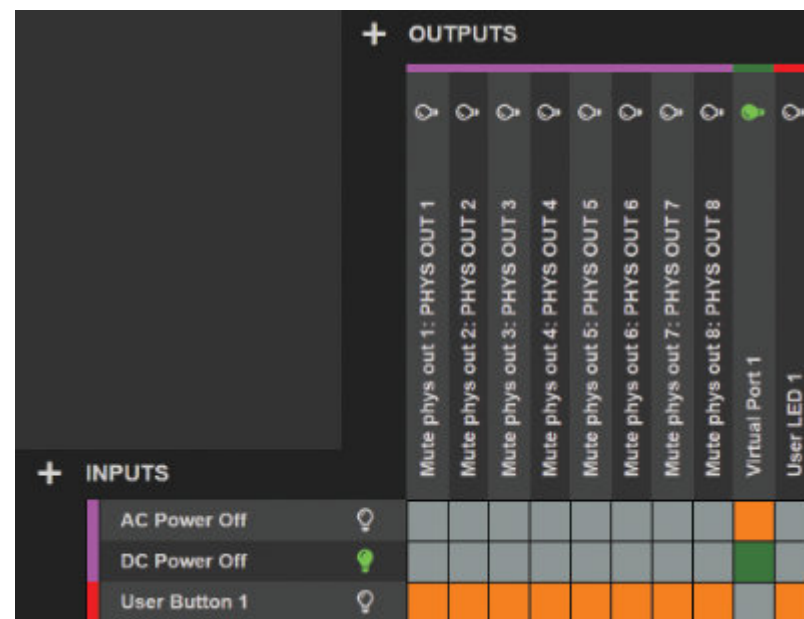 + OUTPUTS
Mute phys out 1: PHYS OUT 1
Mute phys out 2: PHYS OUT 2
Mute phys out 3: PHYS OUT 3
Mute phys out 4: PHYS OUT 4
Mute phys out 5: PHYS OUT 5
Mute phys out 6: PHYS OUT 6
Mute phys out 7: PHYS OUT 7
Mute phys out 8: PHYS OUT 8
Virtual Port 1
User LED 1
+ INPUTS
AC Power Off
DC Power Off
User Button 1